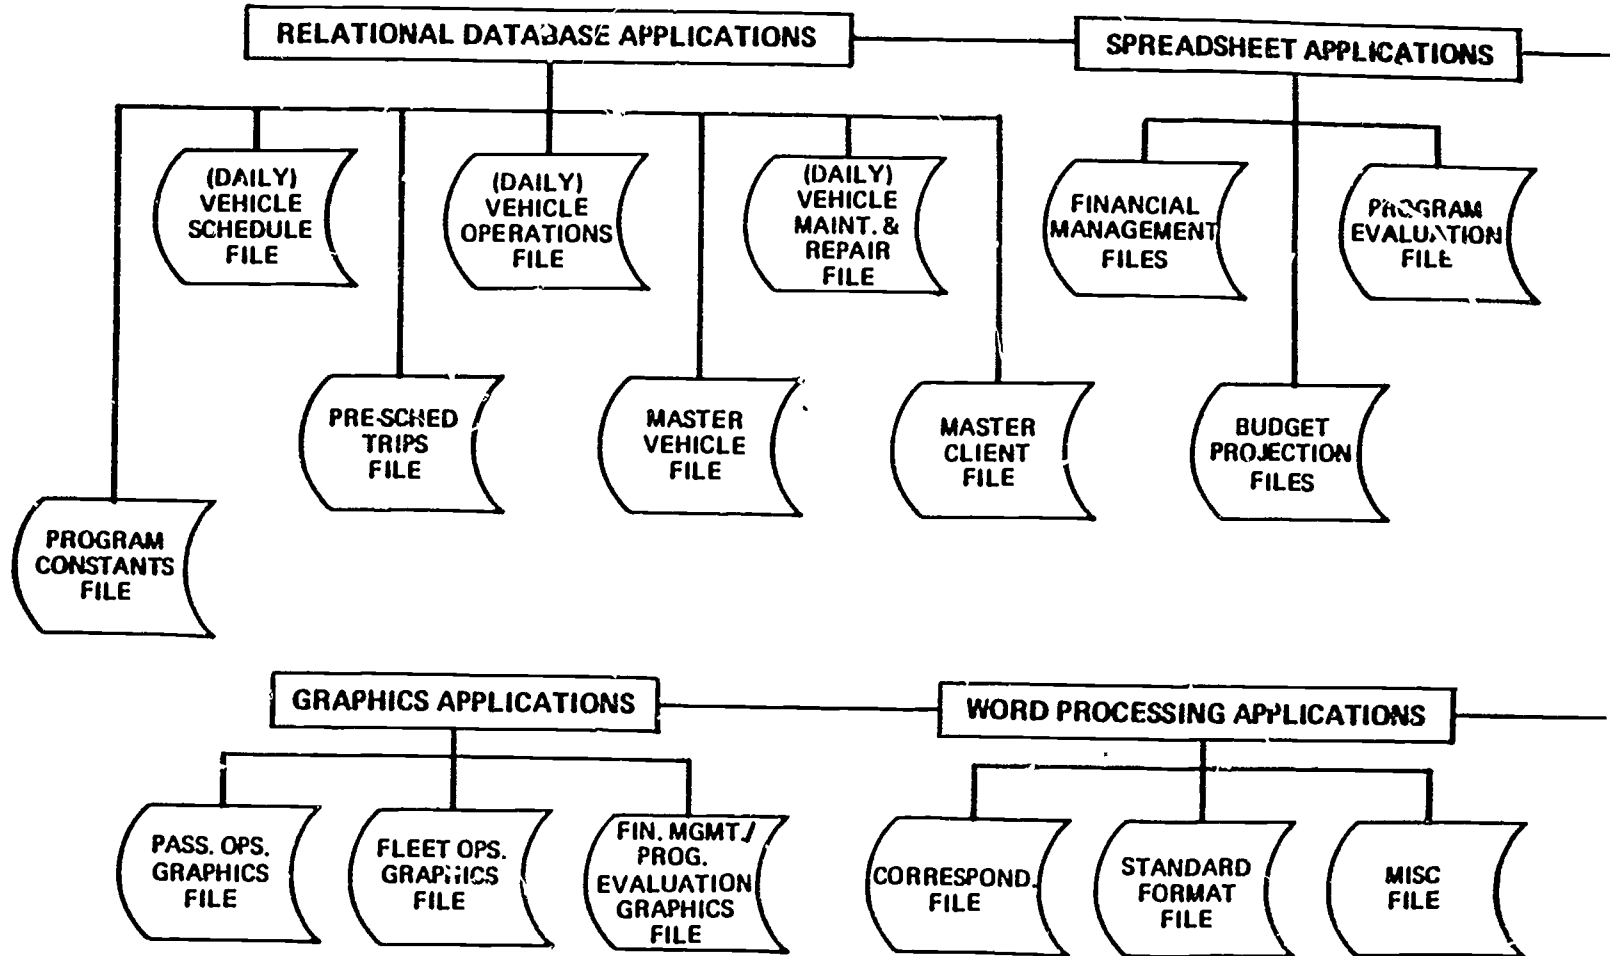 RELATIONAL DATABASE APPLICATIONS
SPREADSHEET APPLICATIONS
(DAILY)
VEHICLE
SCHEDULE
FILE
(DAILY)
VEHICLE
OPERATIONS
FILE
(DAILY)
VEHICLE
MAINT. &
REPAIR
FILE
FINANCIAL
MANAGEMENT
FILES
PROGRAM
EVALUATION
FILE
PRE-SCHED
TRIPS
FILE
MASTER
VEHICLE
FILE
MASTER
CLIENT
FILE
BUDGET
PROJECTION
FILES
PROGRAM
CONSTANTS
FILE
GRAPHICS APPLICATIONS
WORD PROCESSING APPLICATIONS
PASS. OPS.
GRAPHICS
FILE
FLEET OPS.
GRAPHICS
FILE
FIN. MGMT./
PROG.
EVALUATION
GRAPHICS
FILE
CORRESPOND.
FILE
STANDARD
FORMAT
FILE
MISC
FILE